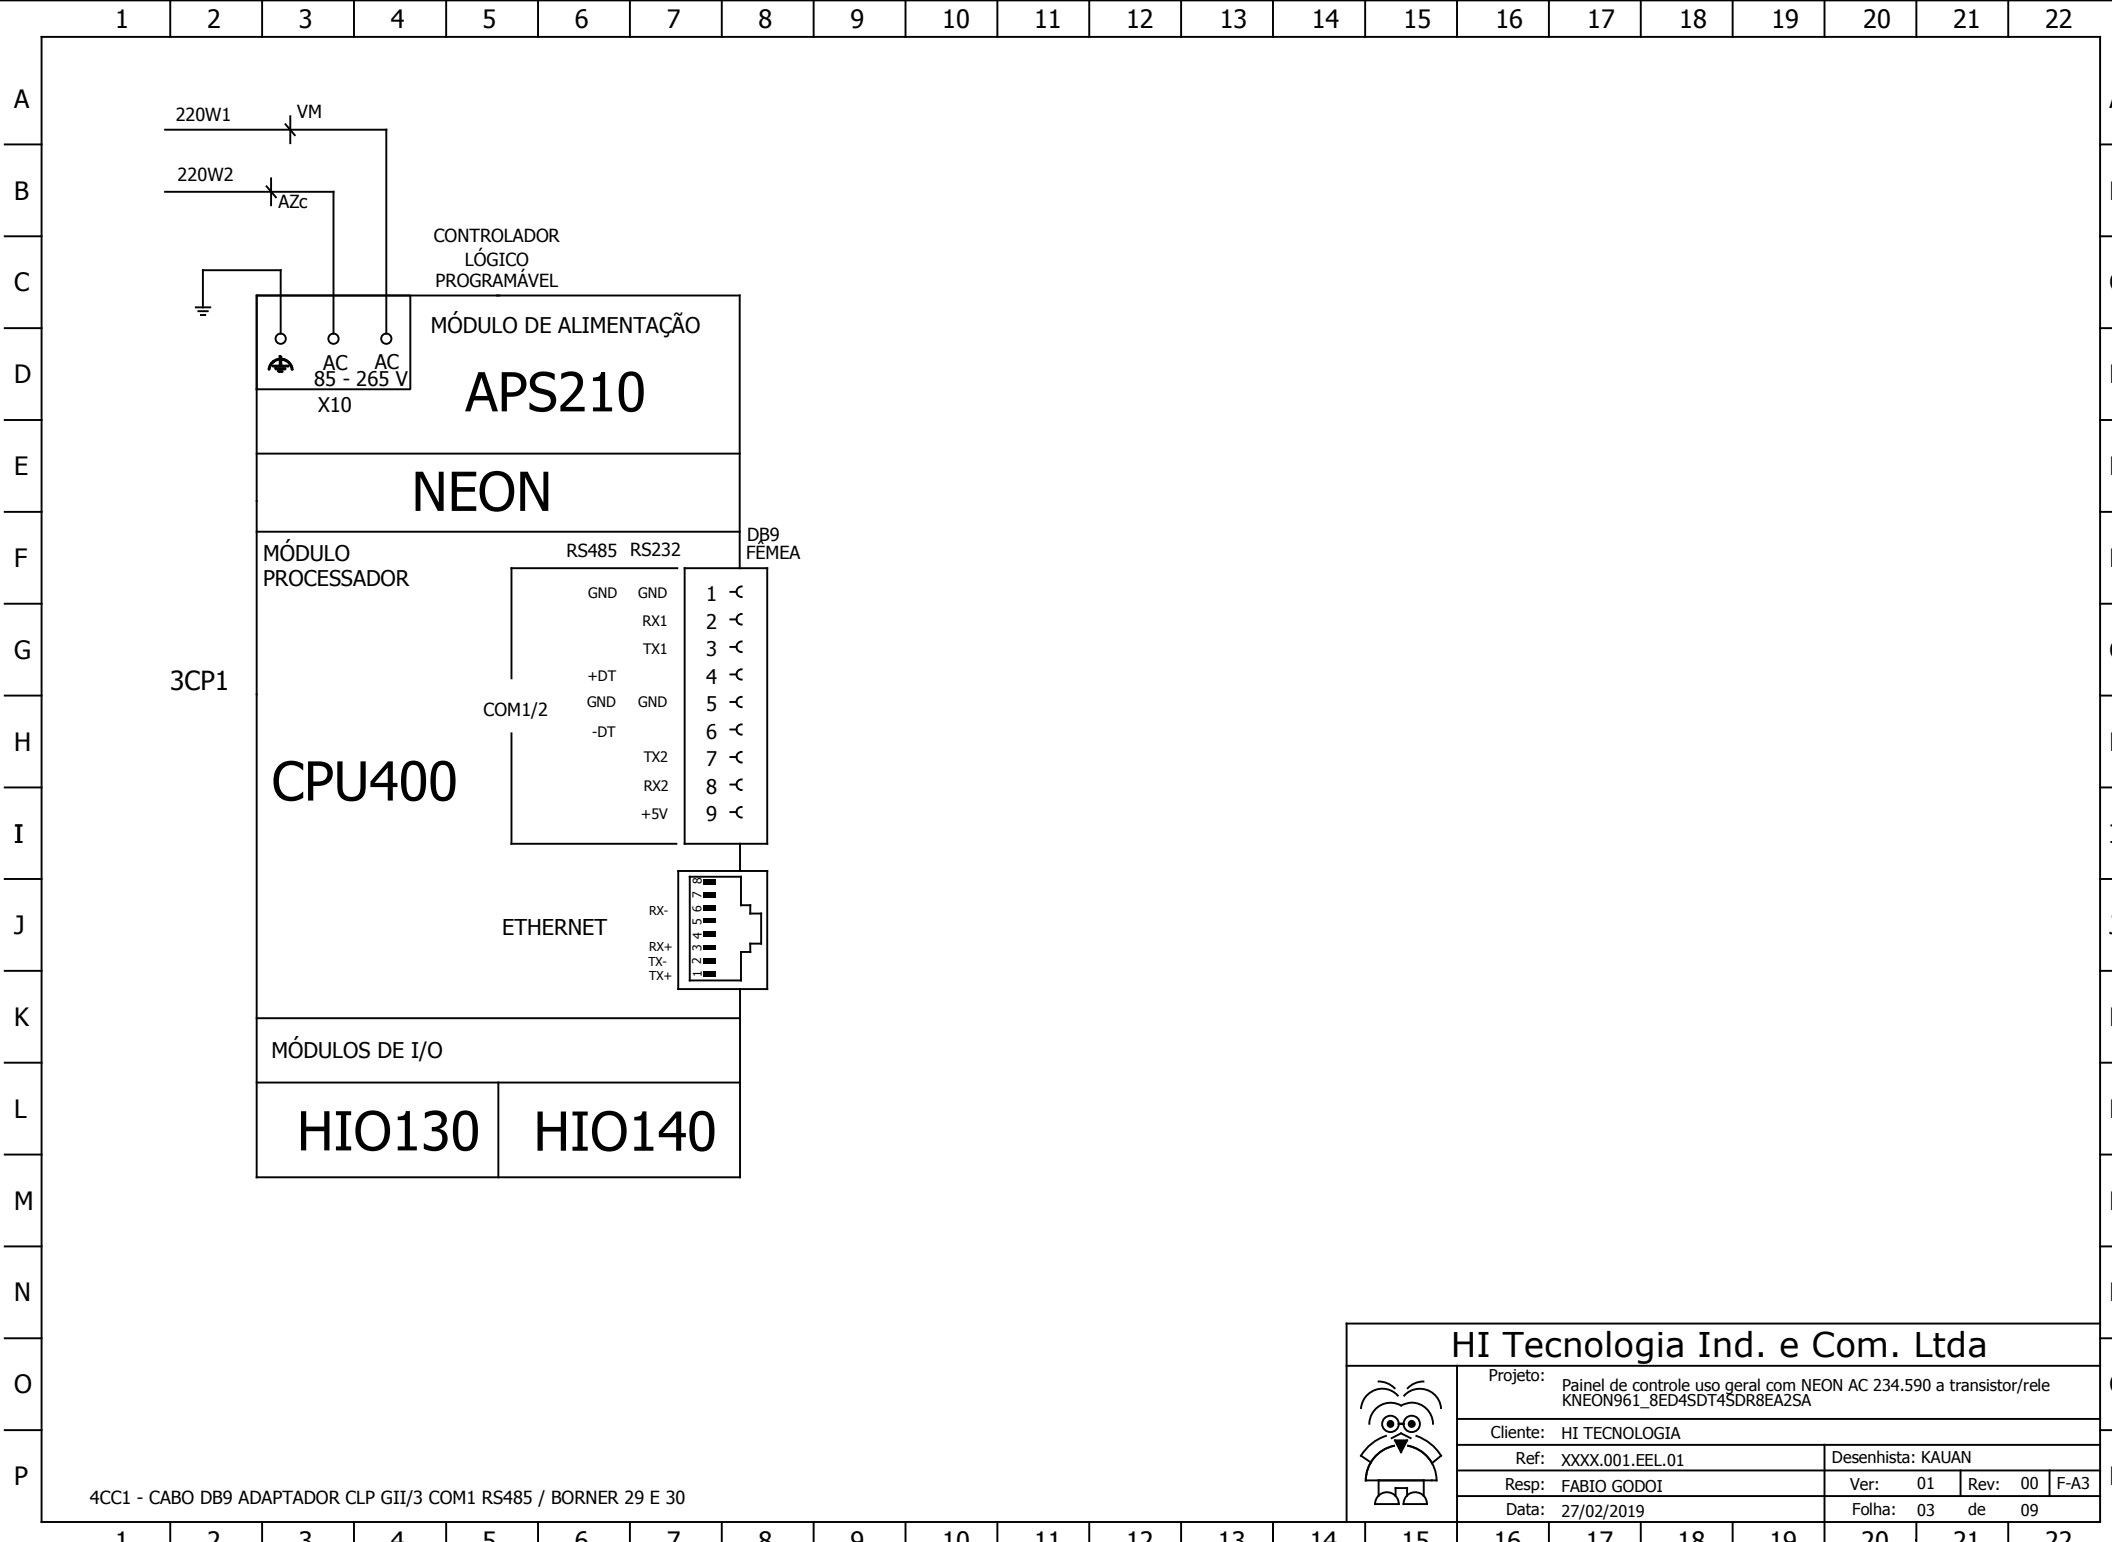 1 2 3 4 5 6 7 8 9 10 11 12 13 14 15 16 17 18 19 20 21 22
A
B
C
D
E
F
G
H
I
J
K
L
M
N
O
P
220W1
VM
220W2
AZc
CONTROLADOR
LÓGICO
PROGRAMÁVEL
MÓDULO DE ALIMENTAÇÃO
APS210
AC AC
85 - 265 V
X10
NEON
MÓDULO
PROCESSADOR
RS485 RS232
DB9
FÊMEA
GND GND 1
RX1 2
TX1 3
+DT 4
GND GND 5
-DT 6
TX2 7
RX2 8
+5V 9
COM1/2
3CP1
CPU400
ETHERNET
RX-
RX+
TX-
TX+
1 2 3 4 5 6 7 8
MÓDULOS DE I/O
HIO130 HIO140
HI Tecnologia Ind. e Com. Ltda
Projeto: Painel de controle uso geral com NEON AC 234.590 a transistor/rele
KNEON961_8ED4SDT4SDR8EA2SA
Cliente: HI TECNOLOGIA
Ref: XXXX.001.EEL.01 Desenhista: KAUAN
Resp: FABIO GODOI Ver: 01 Rev: 00 F-A3
Data: 27/02/2019 Folha: 03 de 09
4CC1 - CABO DB9 ADAPTADOR CLP GII/3 COM1 RS485 / BORNER 29 E 30
1 2 3 4 5 6 7 8 9 10 11 12 13 14 15 16 17 18 19 20 21 22